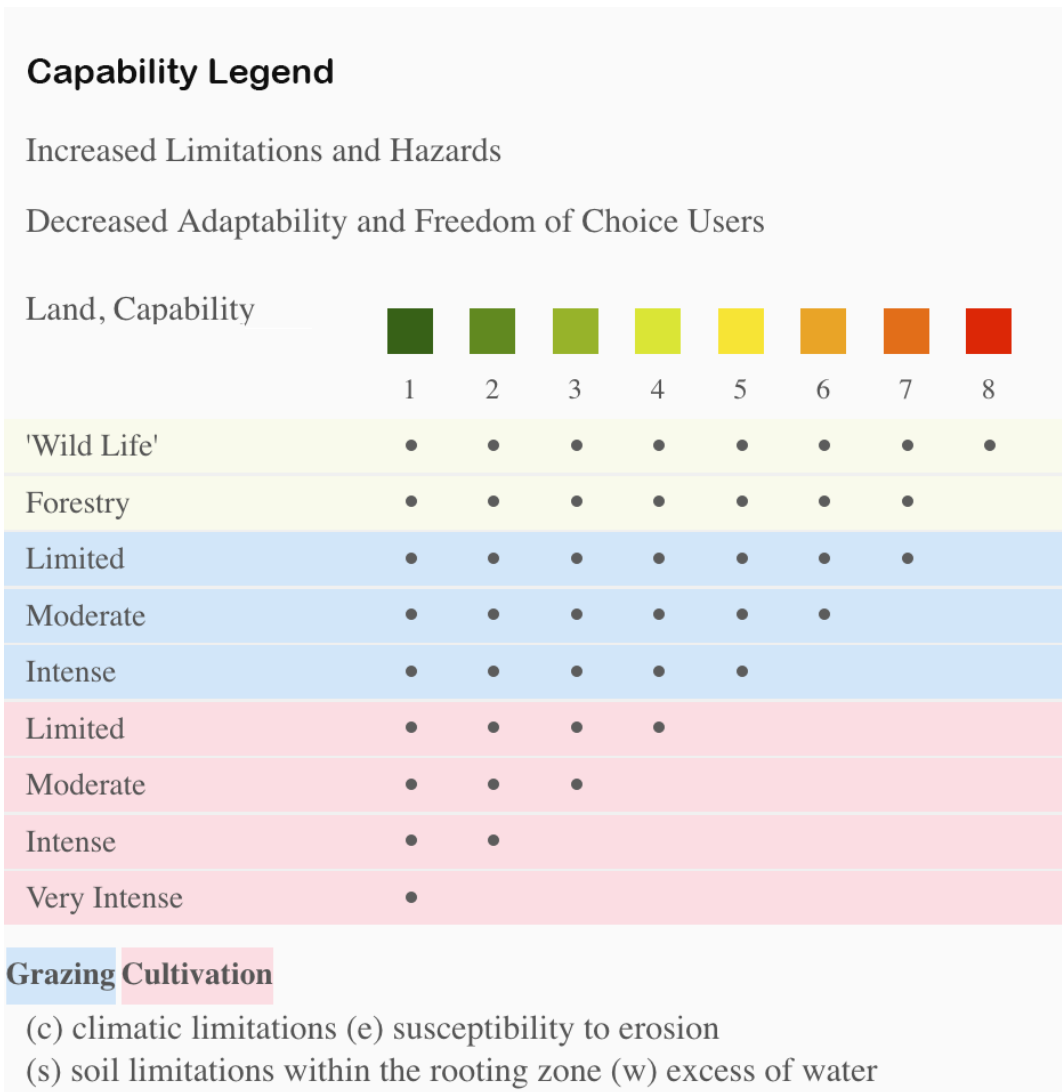 Capability Legend
Increased Limitations and Hazards
Decreased Adaptability and Freedom of Choice Users
Land, Capability
1 2 3 4 5 6 7 8
'Wild Life'
Forestry
Limited
Moderate
Intense
Limited
Moderate
Intense
Very Intense
Grazing Cultivation
(c) climatic limitations (e) susceptibility to erosion
(s) soil limitations within the rooting zone (w) excess of water